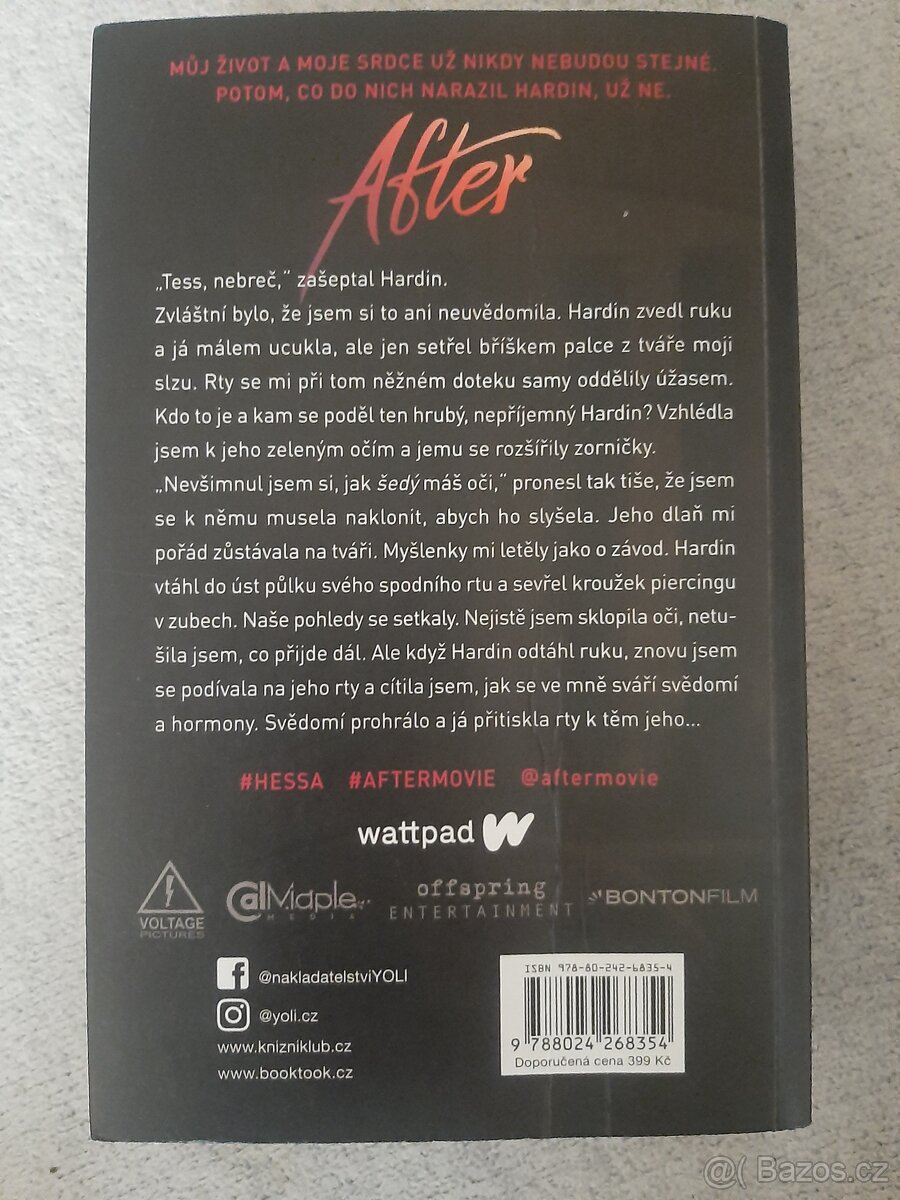 MŮJ ŽIVOT A MOJE SRDCE UŽ NIKDY NEBUDOU STEJNÉ.
POTOM, CO DO NICH NARAZIL HARDIN, UŽ NE.
After
„Tess, nebreč,“ zašeptal Hardin.
Zvláštní bylo, že jsem si to ani neuvědomila. Hardin zvedl ruku
a já málem ucukla, ale jen setřel bříškem palce z tváře moji
slzu. Rty se mi při tom něžném doteku samy oddělily úžasem.
Kdo to je a kam se poděl ten hrubý, nepříjemný Hardin? Vzhlédla
jsem k jeho zeleným očím a jemu se rozšířily zorničky.
„Nevšimnul jsem si, jak šedý máš oči,“ pronesl tak tiše, že jsem
se k němu musela naklonit, abych ho slyšela. Jeho dlaň mi
pořád zůstávala na tváři. Myšlenky mi letěly jako o závod. Hardin
vtáhl do úst půlku svého spodního rtu a sevřel kroužek piercingu
v zubech. Naše pohledy se setkaly. Nejistě jsem sklopila oči, netu-
šila jsem, co přijde dál. Ale když Hardin odtáhl ruku, znovu jsem
se podívala na jeho rty a cítila jsem, jak se ve mně sváří svědomí
a hormony. Svědomí prohrálo a já přitiskla rty k těm jeho...
#HESSA #AFTERMOVIE @aftermovie
wattpad
VOLTAGE
PICTURES
CalMaple
MEDIA
offspring
ENTERTAINMENT
BONTONFILM
@nakladatelstviYOLI
@yoli.cz
www.knizniklub.cz
www.booktook.cz
ISBN 978-80-242-6835-4
9 788024 268354
Doporučená cena 399 Kč
@( Bazos.cz